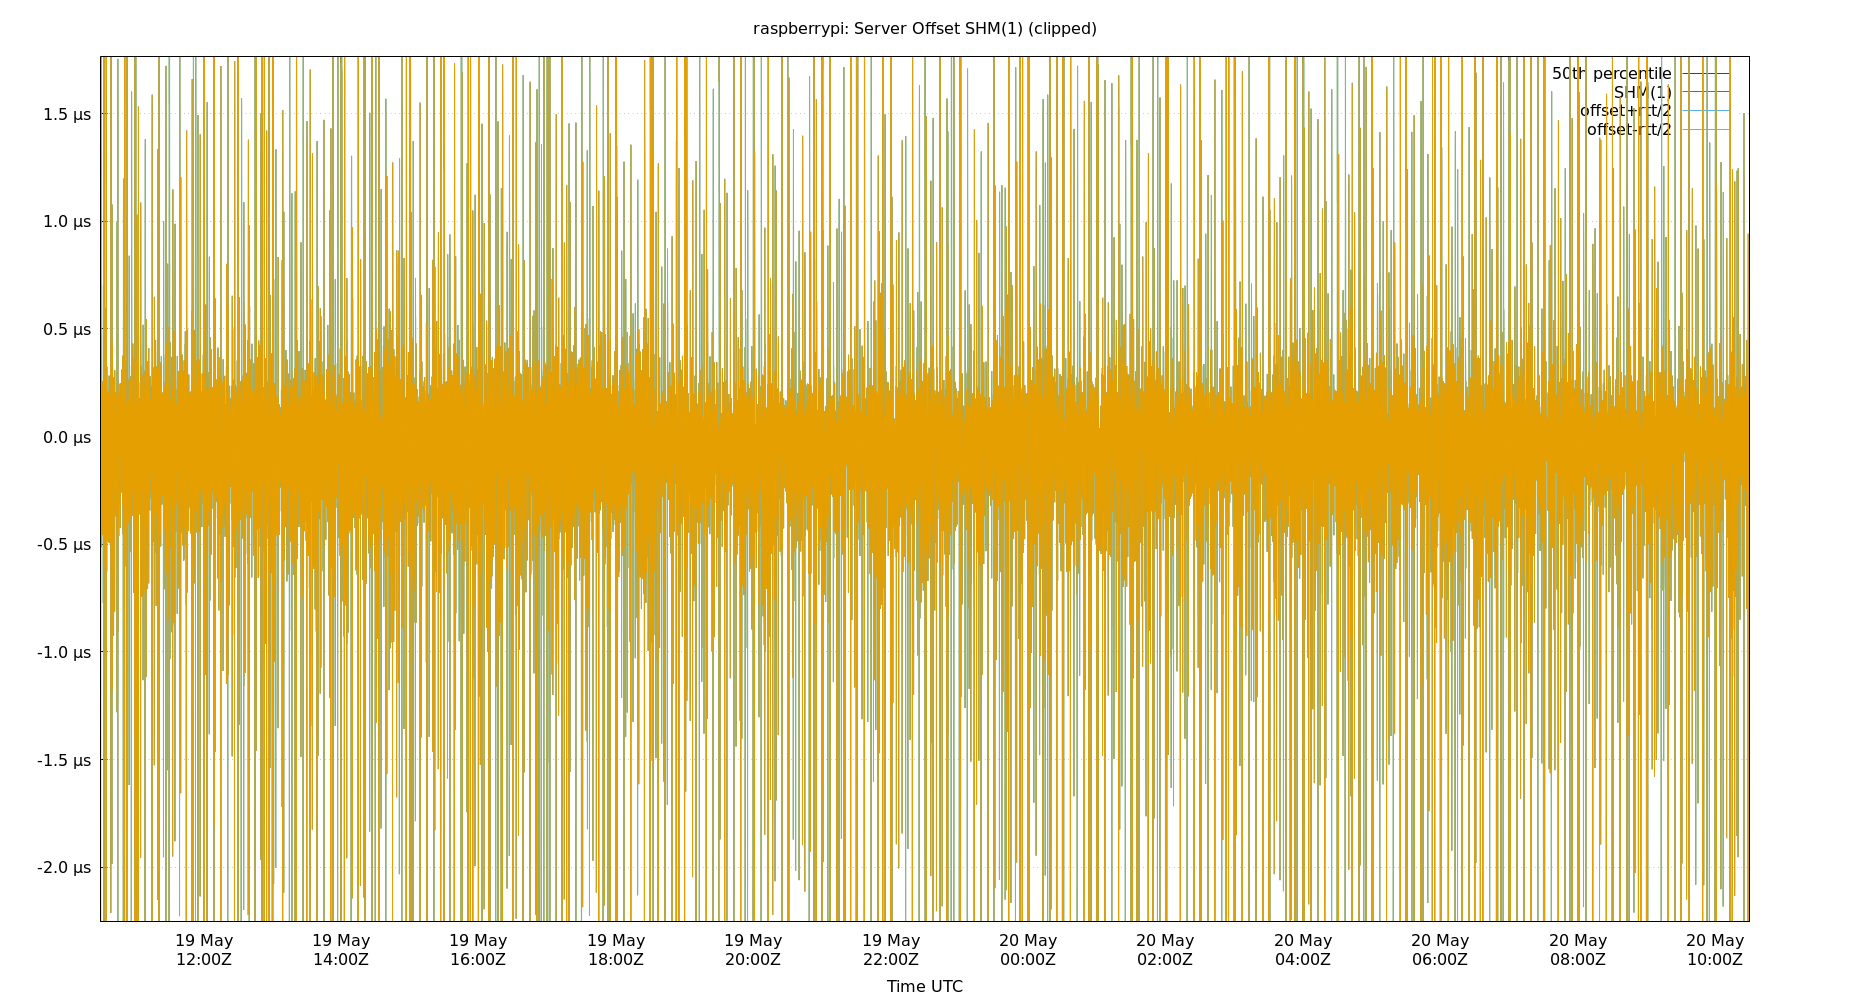 raspberrypi: Server Offset SHM(1) (clipped)
50th percentile
SHM(1)
offset+rtt/2
offset-rtt/2
1.5 µs
1.0 µs
0.5 µs
0.0 µs
-0.5 µs
-1.0 µs
-1.5 µs
-2.0 µs
19 May 19 May 19 May 19 May 19 May 19 May 20 May 20 May 20 May 20 May 20 May 20 May
12:00Z 14:00Z 16:00Z 18:00Z 20:00Z 22:00Z 00:00Z 02:00Z 04:00Z 06:00Z 08:00Z 10:00Z
Time UTC